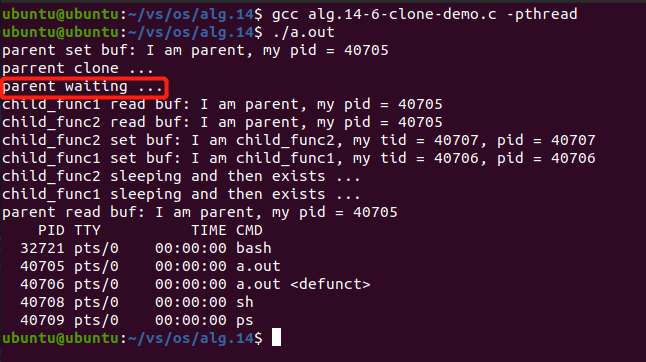 ubuntu@ubuntu:~/vs/os/alg.14$ gcc alg.14-6-clone-demo.c -pthread
ubuntu@ubuntu:~/vs/os/alg.14$ ./a.out
parent set buf: I am parent, my pid = 40705
parrent clone ...
parent waiting ...
child_func1 read buf: I am parent, my pid = 40705
child_func2 read buf: I am parent, my pid = 40705
child_func2 set buf: I am child_func2, my tid = 40707, pid = 40707
child_func1 set buf: I am child_func1, my tid = 40706, pid = 40706
child_func2 sleeping and then exists ...
child_func1 sleeping and then exists ...
parent read buf: I am parent, my pid = 40705
    PID TTY          TIME CMD
  32721 pts/0    00:00:00 bash
  40705 pts/0    00:00:00 a.out
  40706 pts/0    00:00:00 a.out <defunct>
  40708 pts/0    00:00:00 sh
  40709 pts/0    00:00:00 ps
ubuntu@ubuntu:~/vs/os/alg.14$